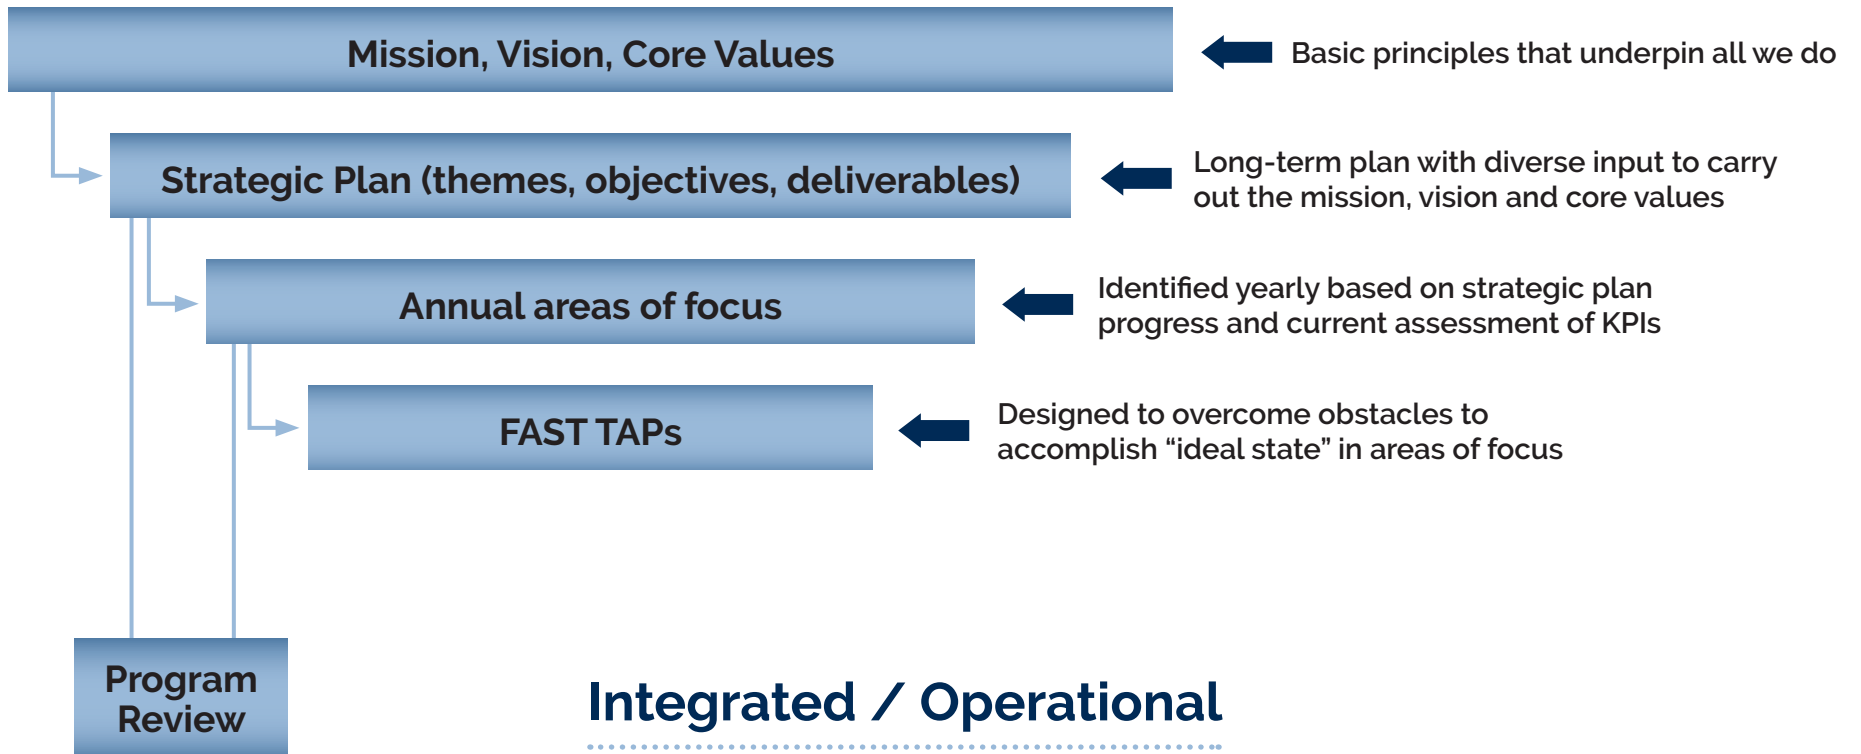 Mission, Vision, Core Values
Basic principles that underpin all we do
Strategic Plan (themes, objectives, deliverables)
Long-term plan with diverse input to carry
out the mission, vision and core values
Annual areas of focus
Identified yearly based on strategic plan
progress and current assessment of KPIs
FAST TAPs
Designed to overcome obstacles to
accomplish “ideal state” in areas of focus
Program
Review
Integrated / Operational